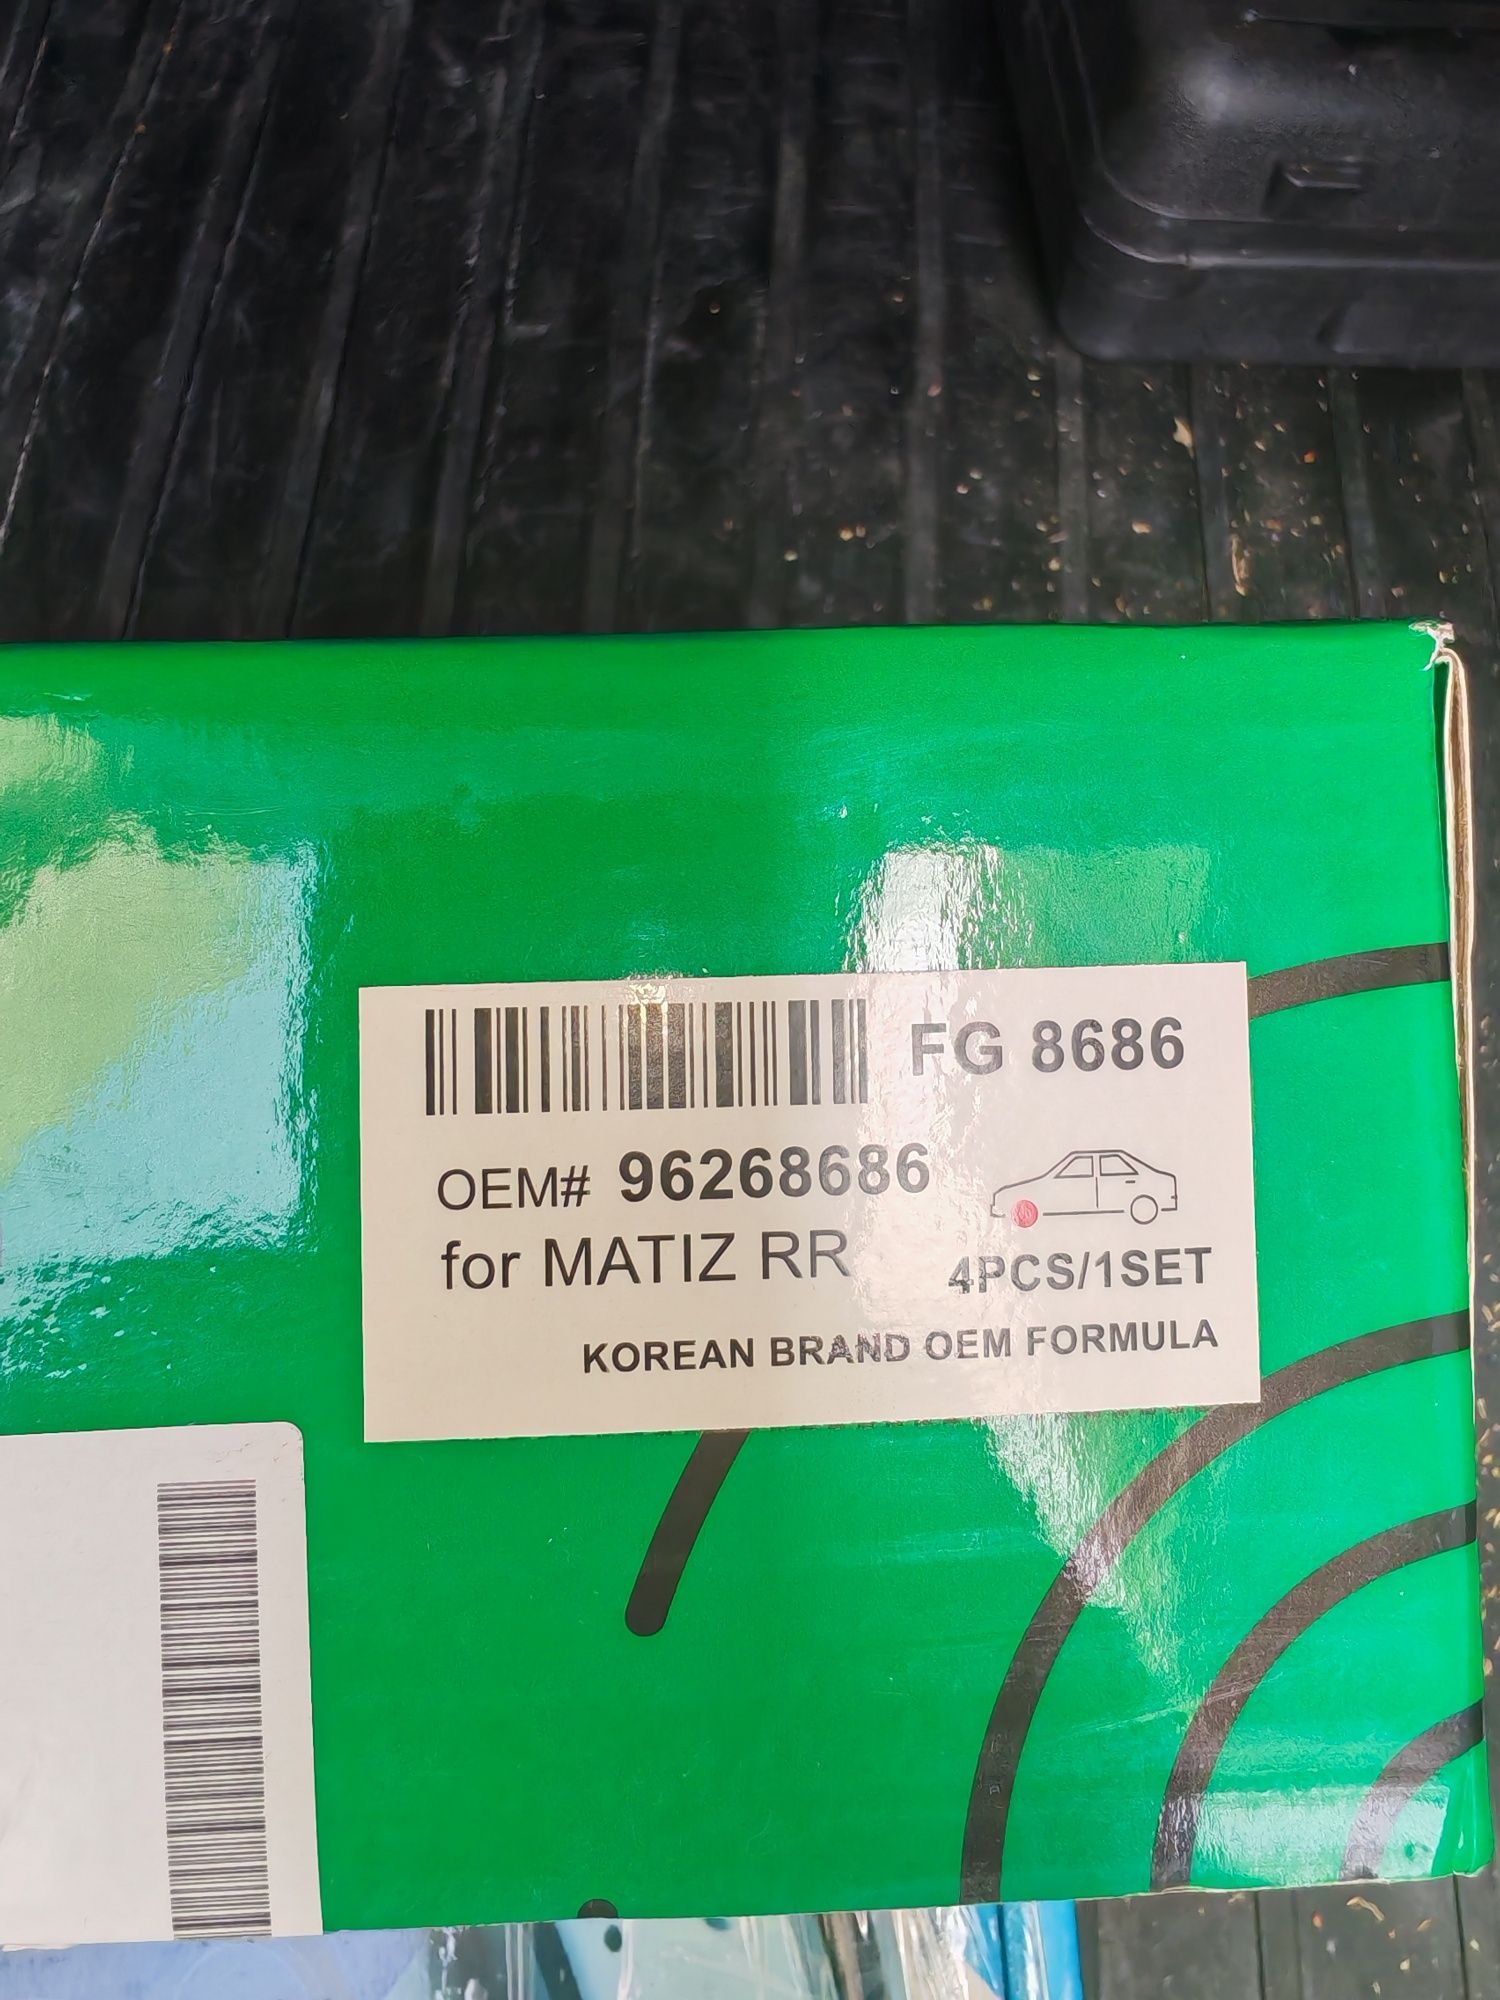 FG 8686
OEM# 96268686
for MATIZ RR
4PCS/1SET
KOREAN BRAND OEM FORMULA